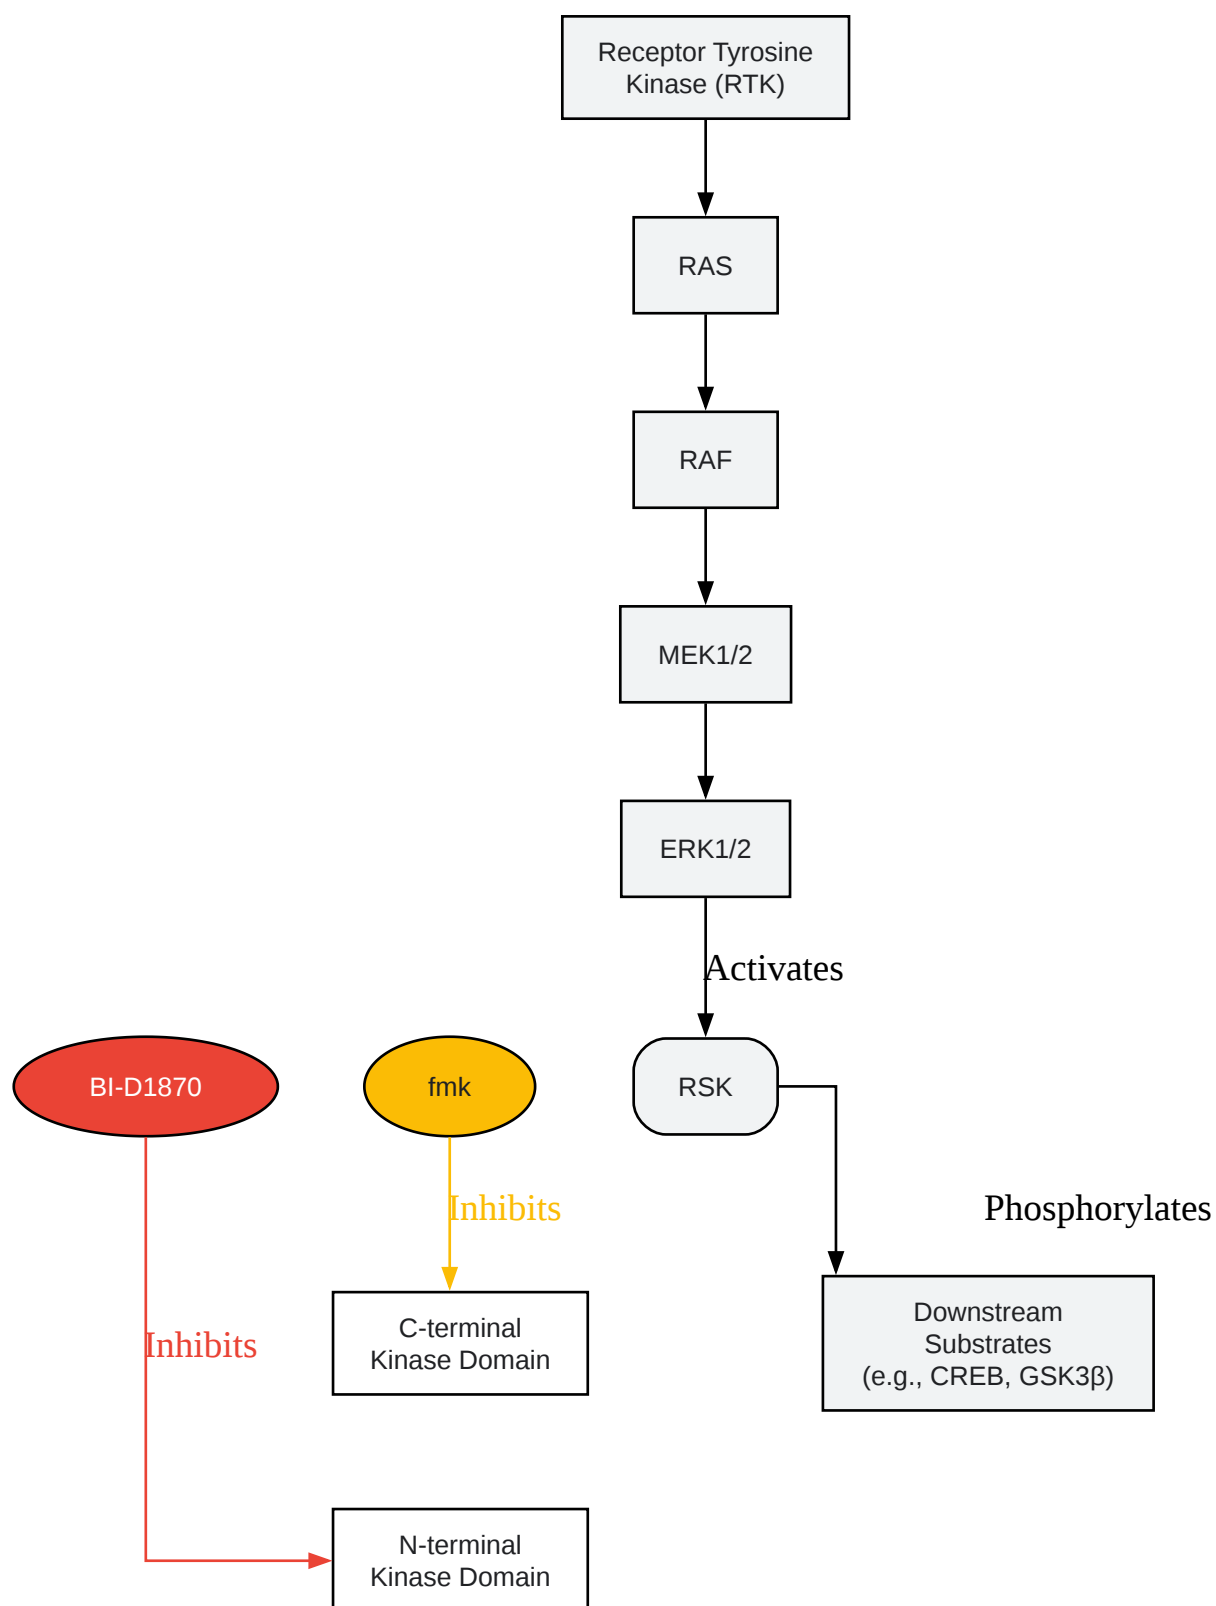 Receptor Tyrosine
Kinase (RTK)
RAS
RAF
MEK1/2
ERK1/2
Activates
BI-D1870
fmk
RSK
Inhibits
Phosphorylates
C-terminal
Kinase Domain
Inhibits
Downstream
Substrates
(e.g., CREB, GSK3β)
N-terminal
Kinase Domain